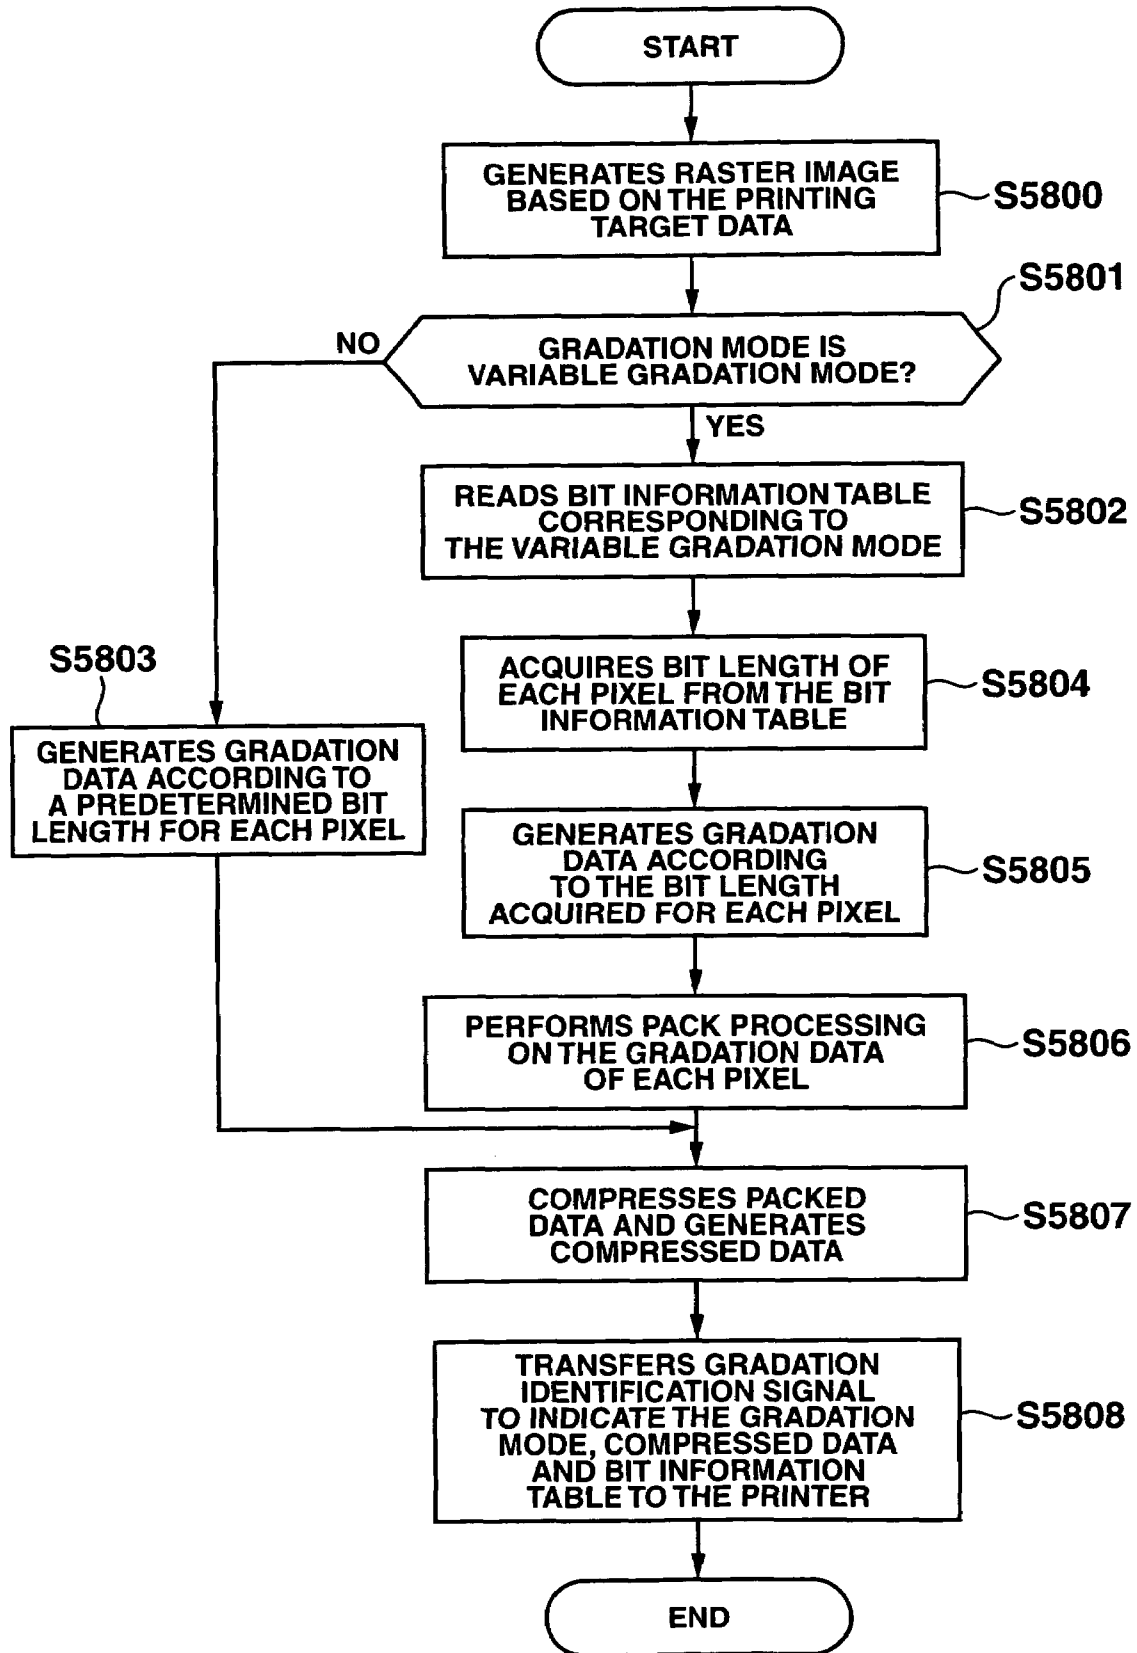 START
GENERATES RASTER IMAGE
BASED ON THE PRINTING
TARGET DATA
S5800
S5801
NO
GRADATION MODE IS
VARIABLE GRADATION MODE?
YES
READS BIT INFORMATION TABLE
CORRESPONDING TO
THE VARIABLE GRADATION MODE
S5802
S5803
GENERATES GRADATION
DATA ACCORDING TO
A PREDETERMINED BIT
LENGTH FOR EACH PIXEL
ACQUIRES BIT LENGTH OF
EACH PIXEL FROM THE BIT
INFORMATION TABLE
S5804
GENERATES GRADATION
DATA ACCORDING
TO THE BIT LENGTH
ACQUIRED FOR EACH PIXEL
S5805
PERFORMS PACK PROCESSING
ON THE GRADATION DATA
OF EACH PIXEL
S5806
COMPRESSES PACKED
DATA AND GENERATES
COMPRESSED DATA
S5807
TRANSFERS GRADATION
IDENTIFICATION SIGNAL
TO INDICATE THE GRADATION
MODE, COMPRESSED DATA
AND BIT INFORMATION
TABLE TO THE PRINTER
S5808
END